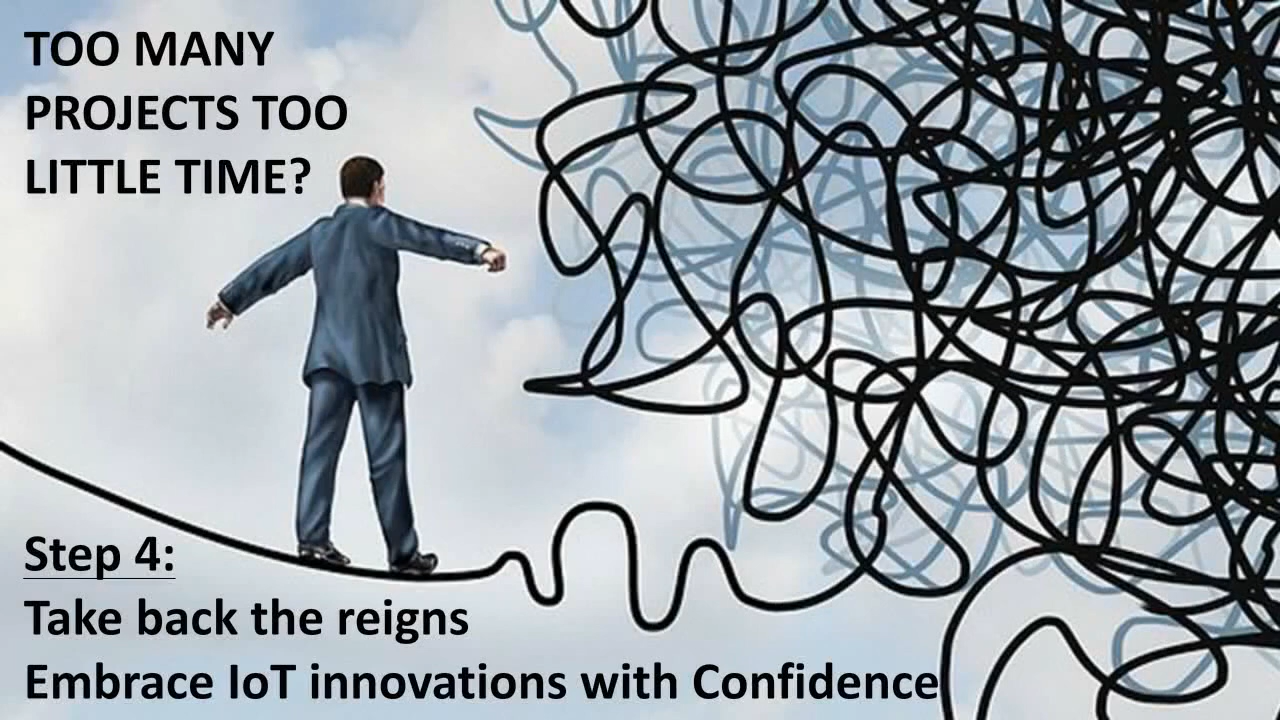 TOO MANY
PROJECTS TOO
LITTLE TIME?
Step 4:
Take back the reigns
Embrace IoT innovations with Confidence